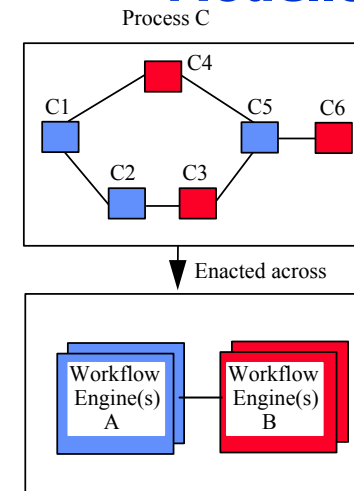 Process C
C4
C1
C5
C6
C2
C3
Enacted across
Workflow
Engine(s)
A
Workflow
Engine(s)
B